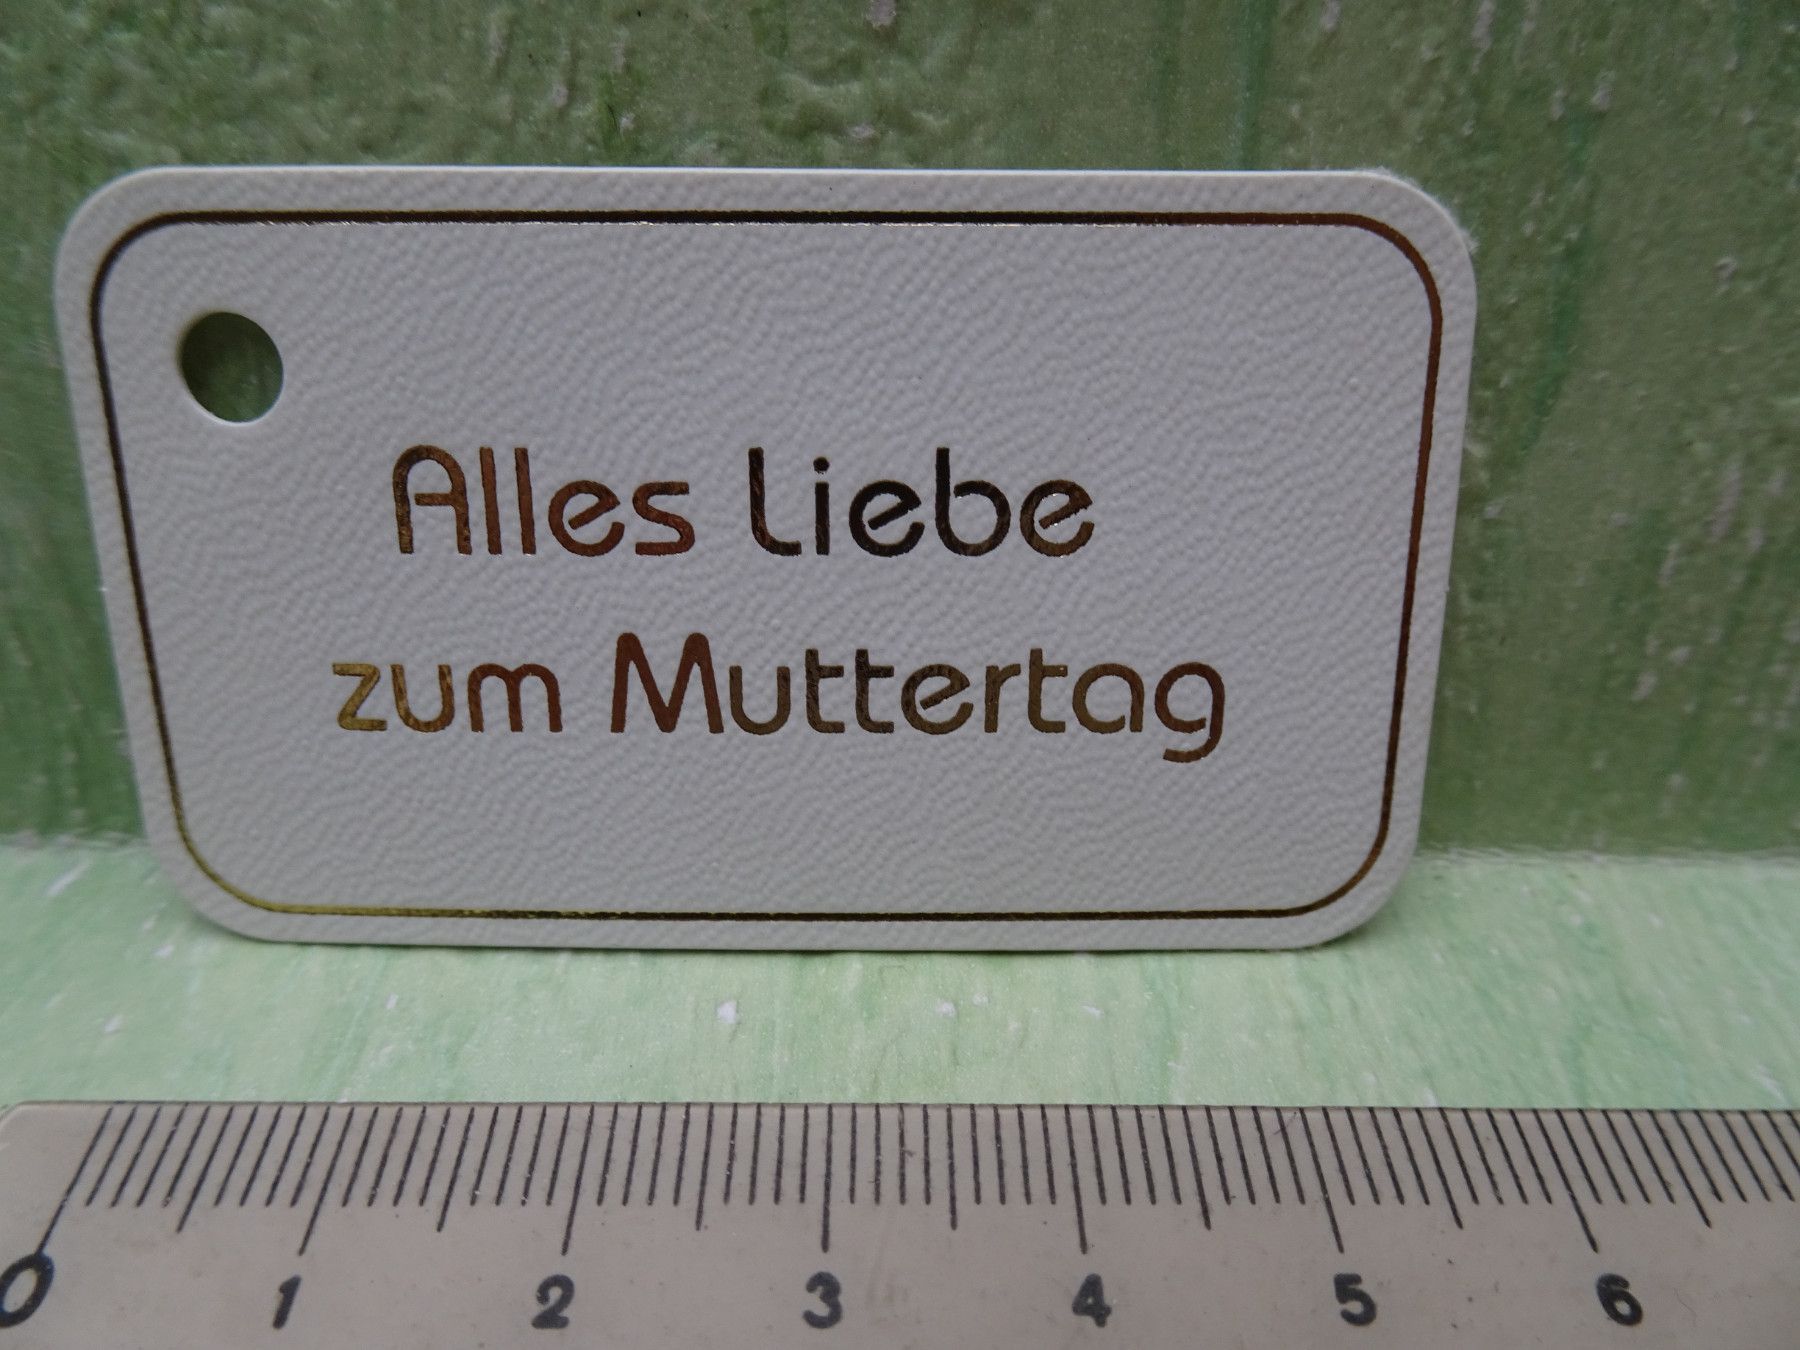 Alles Liebe
zum Muttertag
0 1 2 3 4 5 6